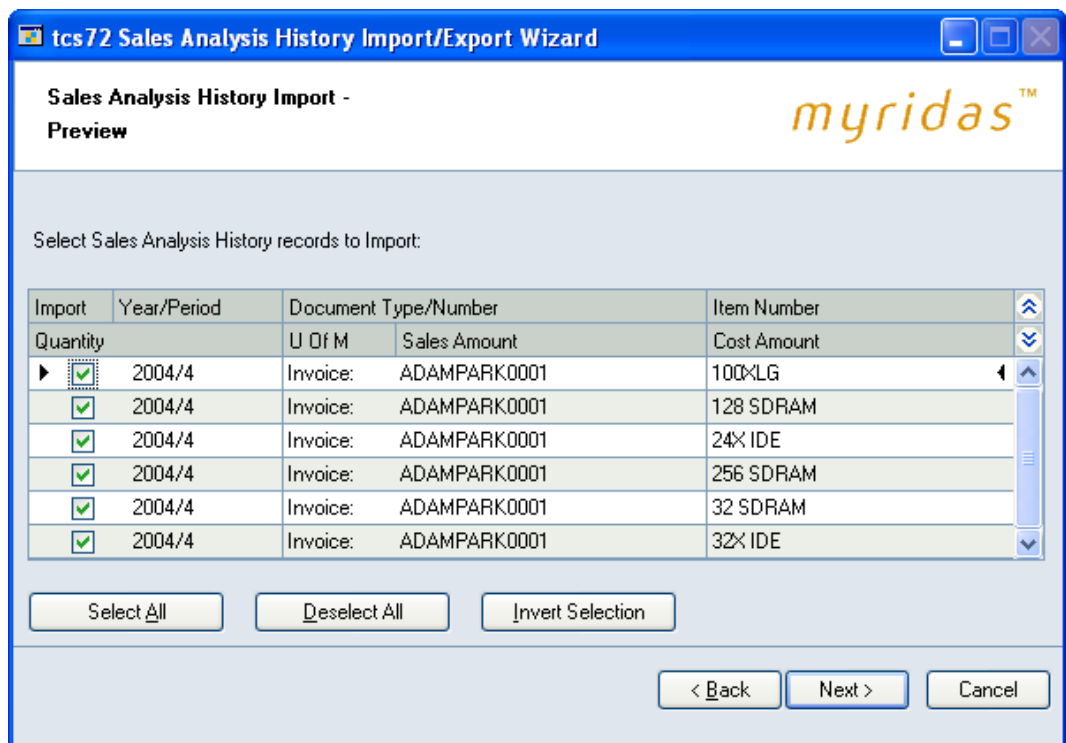 tcs72 Sales Analysis History Import/Export Wizard
Sales Analysis History Import -
Preview
myridas™
Select Sales Analysis History records to Import:
Import Year/Period Document Type/Number Item Number
Quantity U Of M Sales Amount Cost Amount
2004/4 Invoice: ADAMPARK0001 100XLG
2004/4 Invoice: ADAMPARK0001 128 SDRAM
2004/4 Invoice: ADAMPARK0001 24X IDE
2004/4 Invoice: ADAMPARK0001 256 SDRAM
2004/4 Invoice: ADAMPARK0001 32 SDRAM
2004/4 Invoice: ADAMPARK0001 32X IDE
Select All Deselect All Invert Selection
< Back Next > Cancel